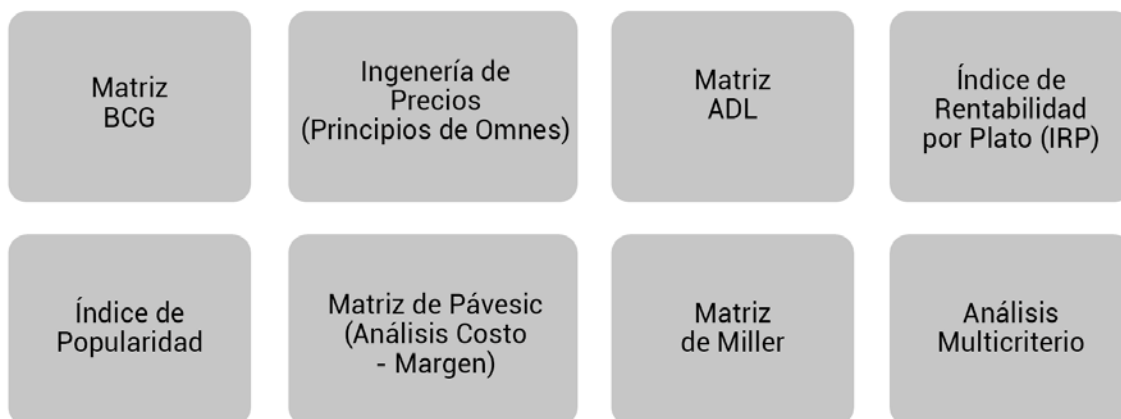 Matriz
BCG
Ingenería de
Precios
(Principios de Omnes)
Matriz
ADL
Índice de
Rentabilidad
por Plato (IRP)
Índice de
Popularidad
Matriz de Pávesic
(Análisis Costo
- Margen)
Matriz
de Miller
Análisis
Multicriterio